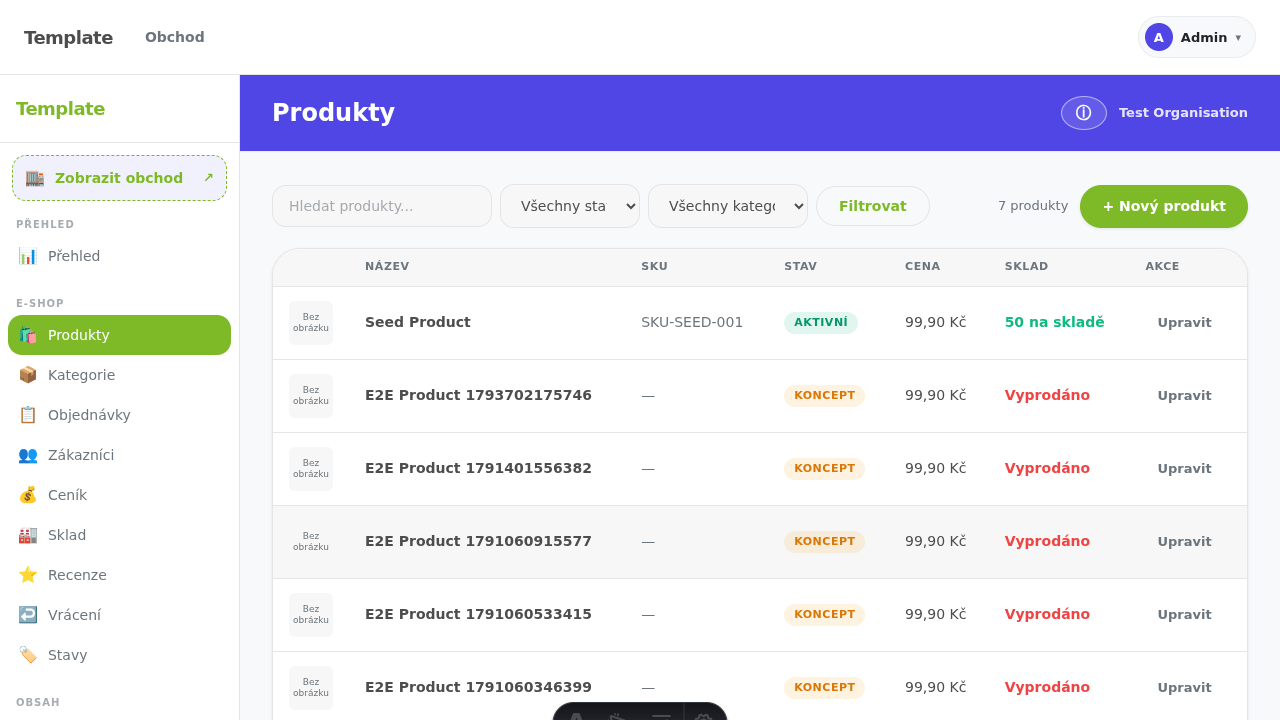 Template
Obchod
A
Admin
Template
Produkty
Test Organisation
Zobrazit obchod ↗
PŘEHLED
Přehled
E-SHOP
Produkty
Kategorie
Objednávky
Zákazníci
Ceník
Sklad
Recenze
Vrácení
Stavy
OBSAH
Hledat produkty...
Všechny sta
Všechny katego
Filtrovat
7 produkty
+ Nový produkt
NÁZEV SKU STAV CENA SKLAD AKCE
Bez
obrázku
Seed Product SKU-SEED-001 AKTIVNÍ 99,90 Kč 50 na skladě Upravit
Bez
obrázku
E2E Product 1793702175746 — KONCEPT 99,90 Kč Vyprodáno Upravit
Bez
obrázku
E2E Product 1791401556382 — KONCEPT 99,90 Kč Vyprodáno Upravit
Bez
obrázku
E2E Product 1791060915577 — KONCEPT 99,90 Kč Vyprodáno Upravit
Bez
obrázku
E2E Product 1791060533415 — KONCEPT 99,90 Kč Vyprodáno Upravit
Bez
obrázku
E2E Product 1791060346399 — KONCEPT 99,90 Kč Vyprodáno Upravit